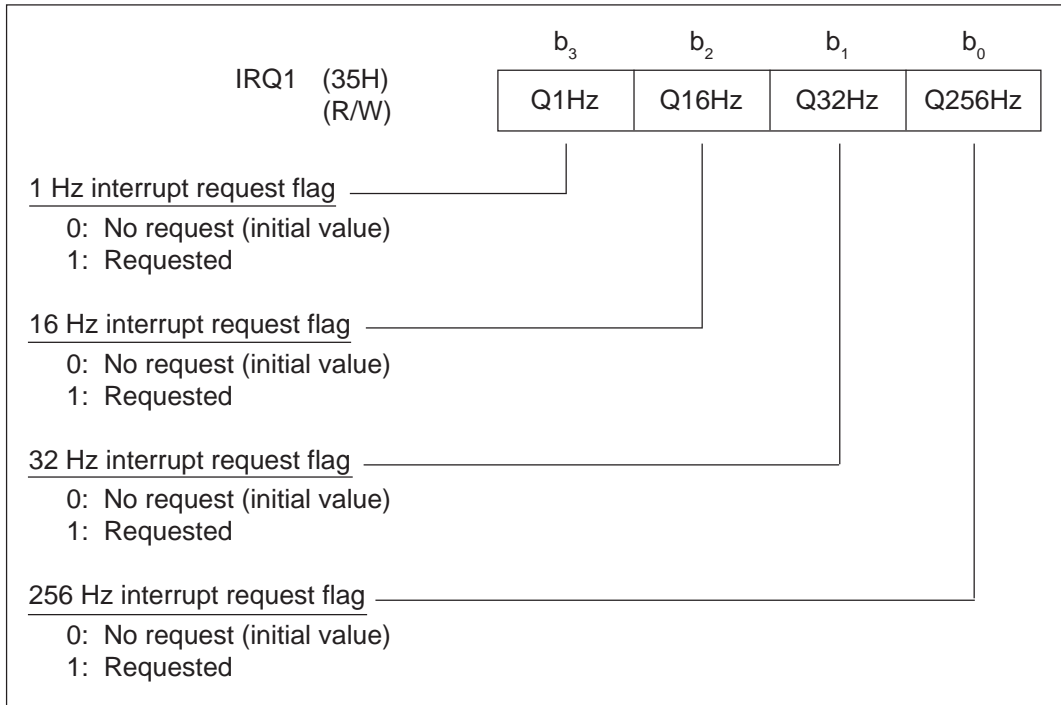 b3 b2 b1 b0
IRQ1 (35H)
(R/W)
Q1Hz Q16Hz Q32Hz Q256Hz
1 Hz interrupt request flag
0: No request (initial value)
1: Requested
16 Hz interrupt request flag
0: No request (initial value)
1: Requested
32 Hz interrupt request flag
0: No request (initial value)
1: Requested
256 Hz interrupt request flag
0: No request (initial value)
1: Requested